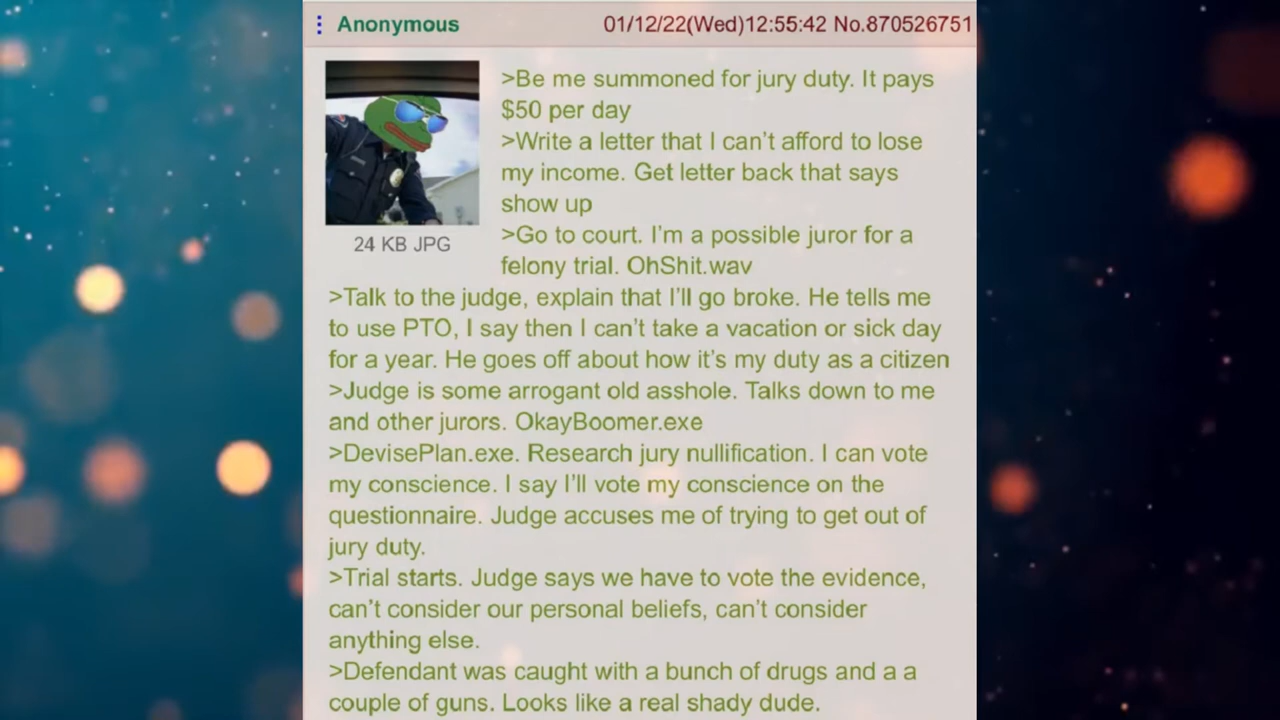 Anonymous 01/12/22(Wed)12:55:42 No.870526751
>Be me summoned for jury duty. It pays
$50 per day
>Write a letter that I can't afford to lose
my income. Get letter back that says
show up
>Go to court. I'm a possible juror for a
felony trial. OhShit.wav
24 KB JPG
>Talk to the judge, explain that I'll go broke. He tells me
to use PTO, I say then I can't take a vacation or sick day
for a year. He goes off about how it's my duty as a citizen
>Judge is some arrogant old asshole. Talks down to me
and other jurors. OkayBoomer.exe
>DevisePlan.exe. Research jury nullification. I can vote
my conscience. I say I'll vote my conscience on the
questionnaire. Judge accuses me of trying to get out of
jury duty.
>Trial starts. Judge says we have to vote the evidence,
can't consider our personal beliefs, can't consider
anything else.
>Defendant was caught with a bunch of drugs and a a
couple of guns. Looks like a real shady dude.